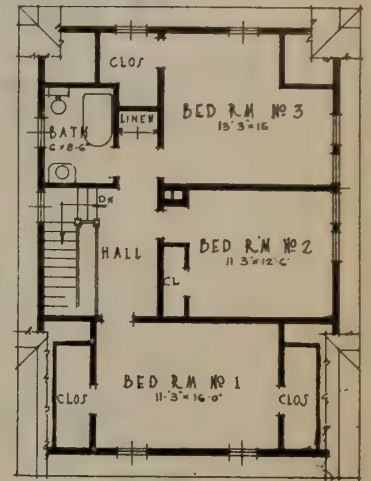 CLOS
LINEN
BED RM No 3
13'3"x15
BATH
6'x8'-6"
DN
HALL
BED R'M No 2
11'3"x12'-6"
CL
BED RM No 1
11'-3"x16'-0"
CLOS
CLOS